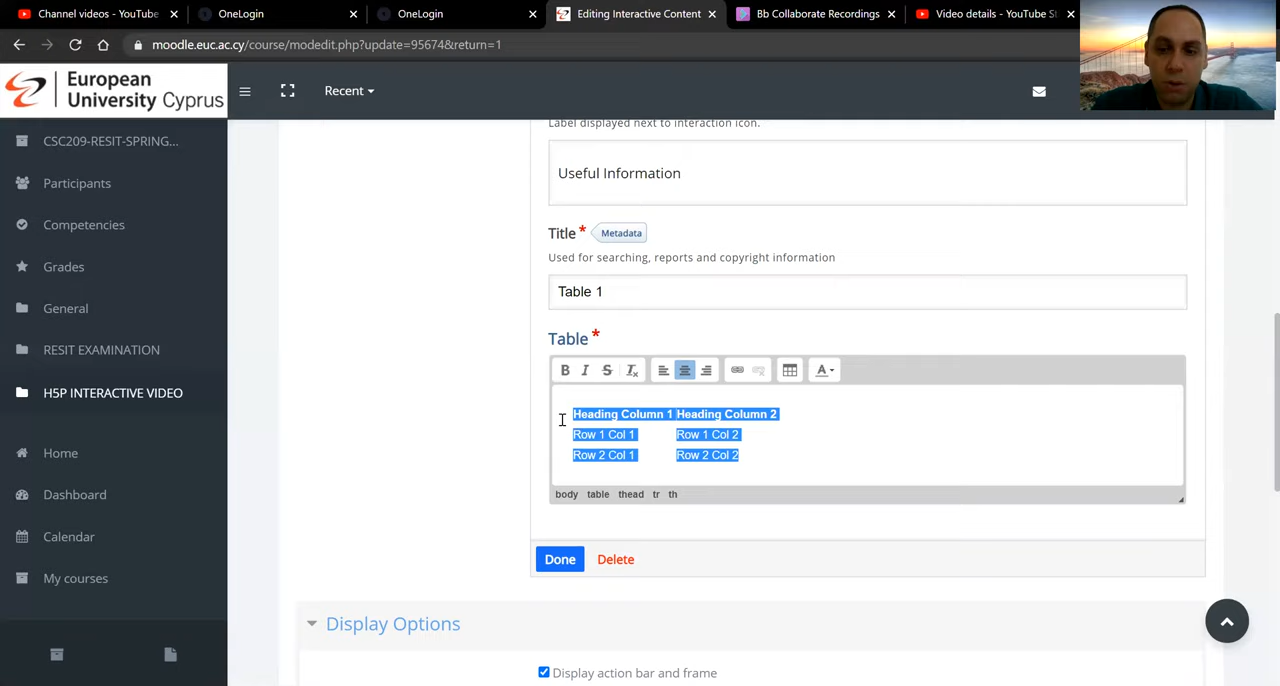 Channel videos - YouTube
OneLogin
OneLogin
Editing Interactive Content
Bb Collaborate Recordings
Video details - YouTube St
moodle.euc.ac.cy/course/modedit.php?update=95674&return=1
European
University Cyprus
Recent
CSC209-RESIT-SPRING...
Participants
Competencies
Grades
General
RESIT EXAMINATION
H5P INTERACTIVE VIDEO
Home
Dashboard
Calendar
My courses
Label displayed next to interaction icon.
Useful Information
Title * Metadata
Used for searching, reports and copyright information
Table 1
Table *
B I S Tx A
Heading Column 1 Heading Column 2
Row 1 Col 1 Row 1 Col 2
Row 2 Col 1 Row 2 Col 2
body table thead tr th
Done Delete
Display Options
Display action bar and frame